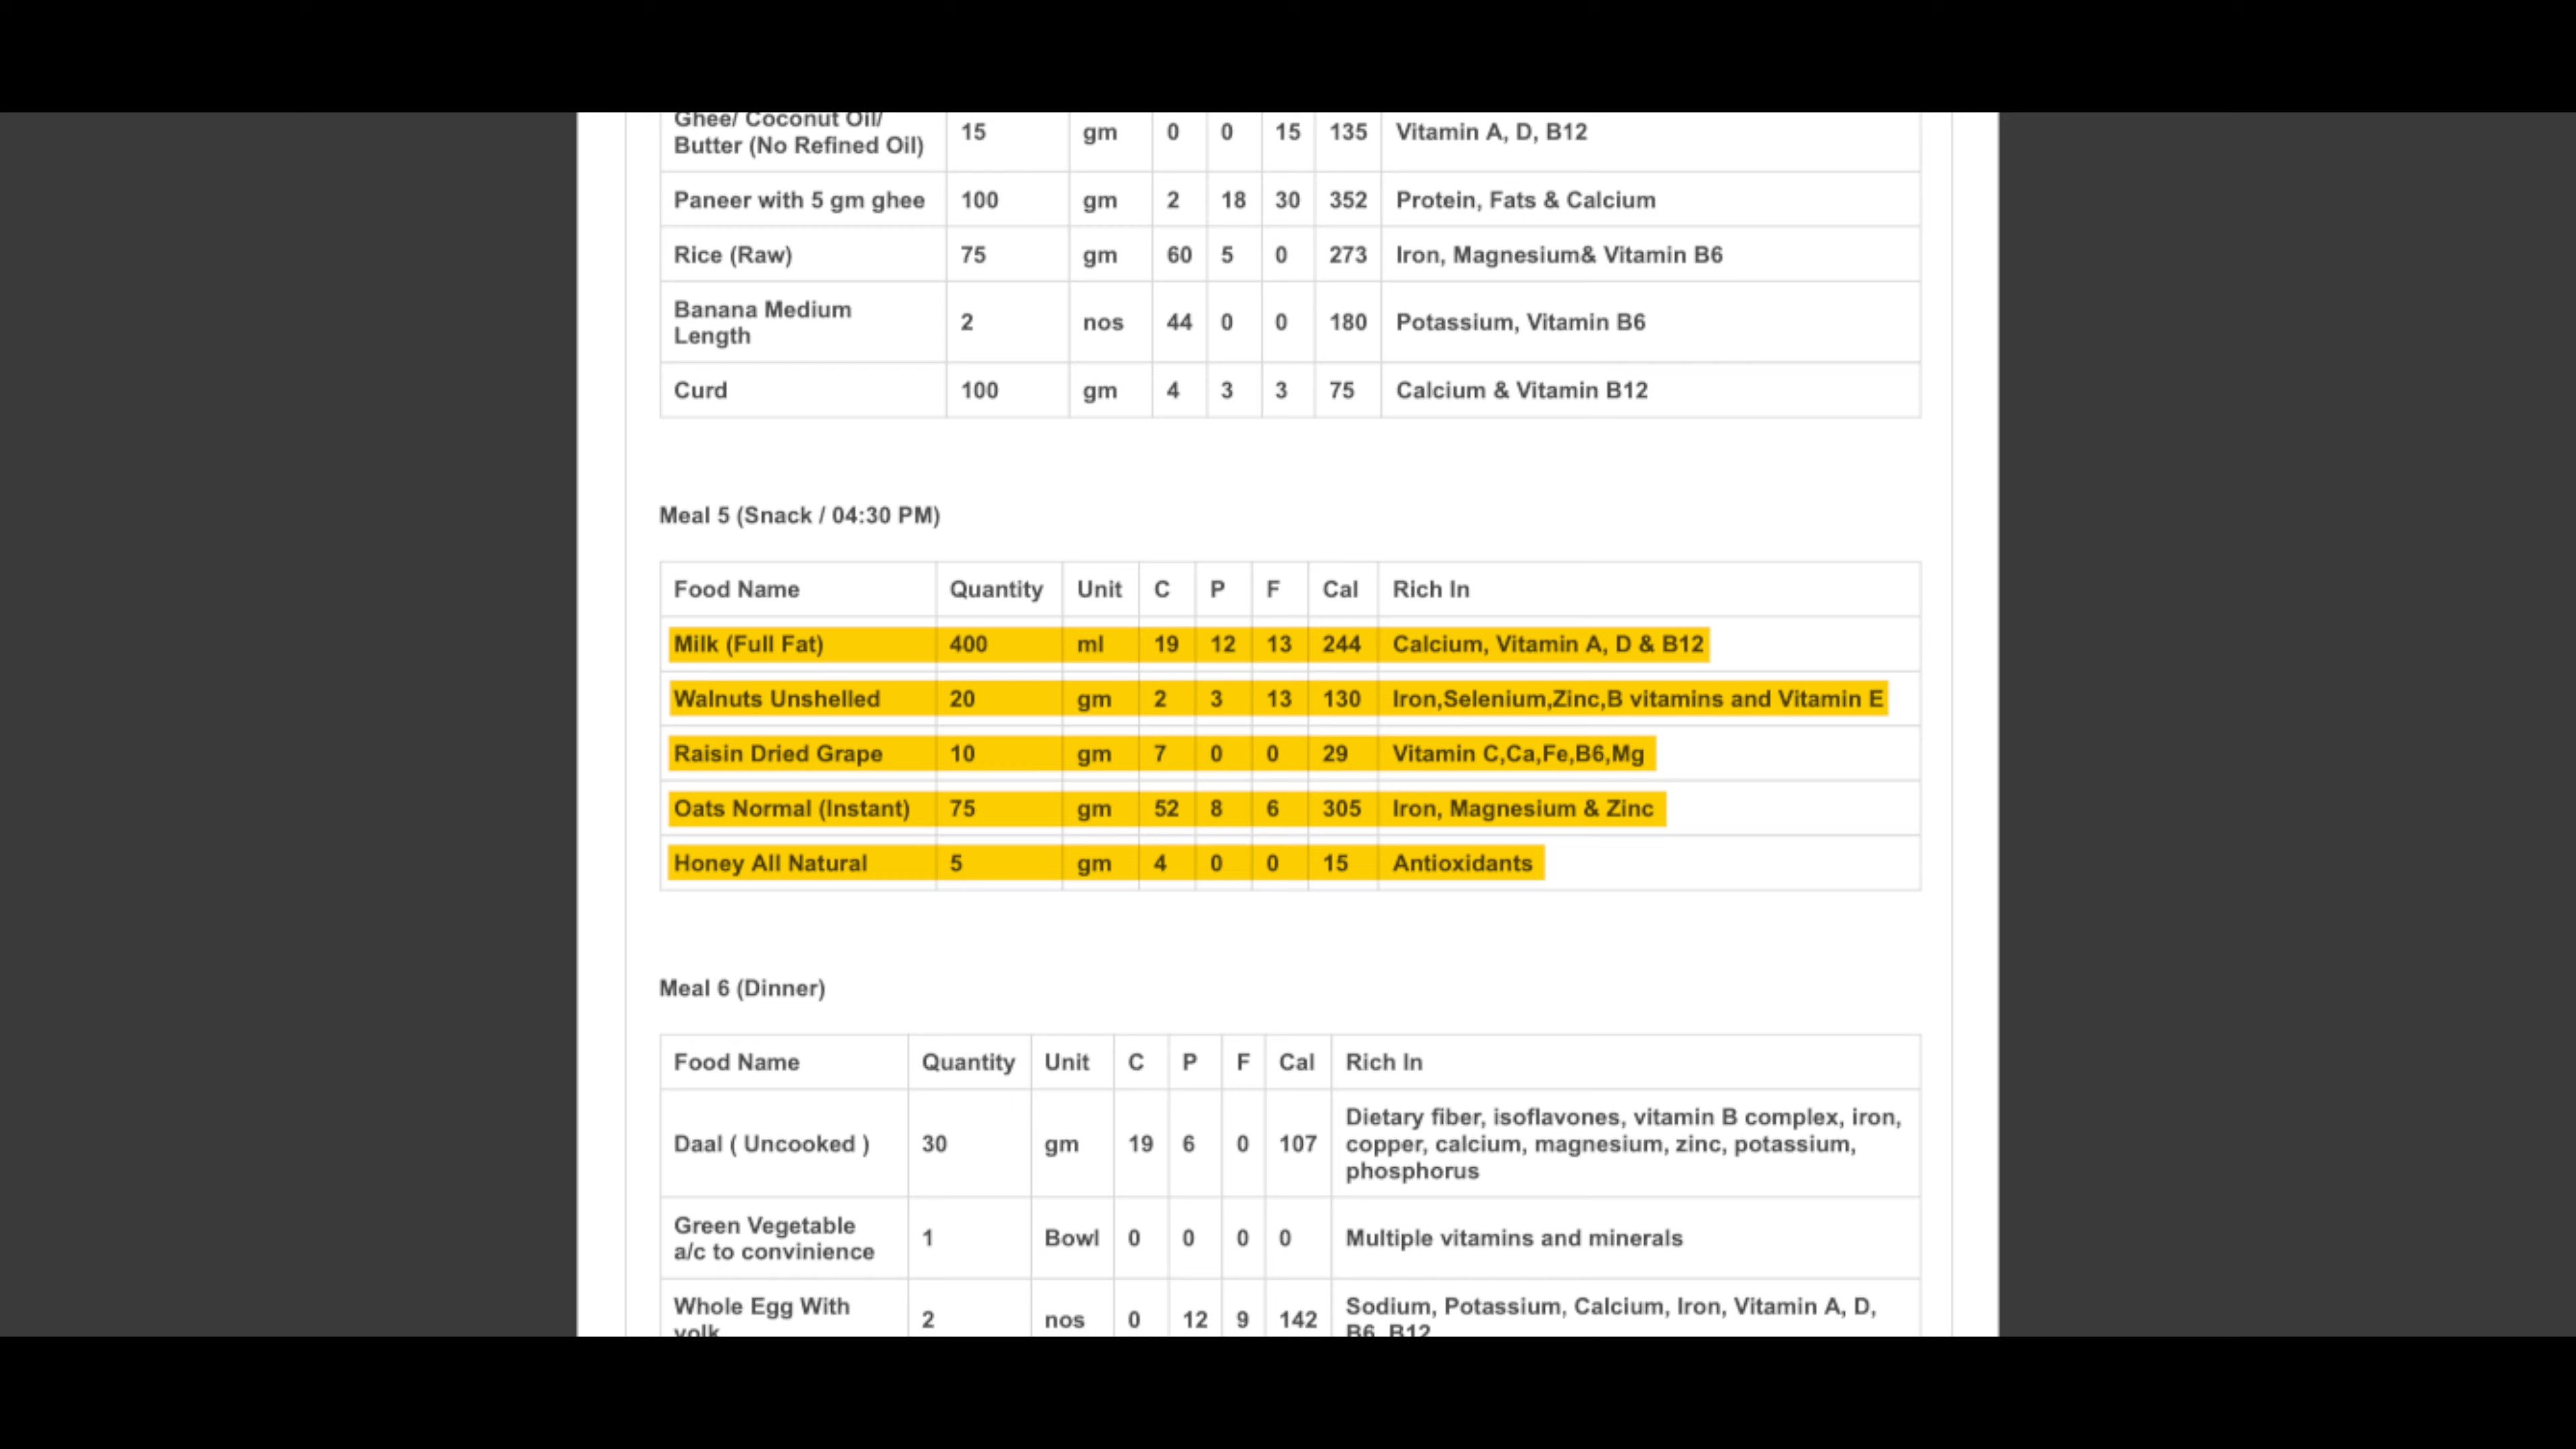 Ghee/ Coconut Oil/
Butter (No Refined Oil) 15 gm 0 0 15 135 Vitamin A, D, B12
Paneer with 5 gm ghee 100 gm 2 18 30 352 Protein, Fats & Calcium
Rice (Raw) 75 gm 60 5 0 273 Iron, Magnesium& Vitamin B6
Banana Medium
Length 2 nos 44 0 0 180 Potassium, Vitamin B6
Curd 100 gm 4 3 3 75 Calcium & Vitamin B12
Meal 5 (Snack / 04:30 PM)
Food Name Quantity Unit C P F Cal Rich In
Milk (Full Fat) 400 ml 19 12 13 244 Calcium, Vitamin A, D & B12
Walnuts Unshelled 20 gm 2 3 13 130 Iron,Selenium,Zinc,B vitamins and Vitamin E
Raisin Dried Grape 10 gm 7 0 0 29 Vitamin C,Ca,Fe,B6,Mg
Oats Normal (Instant) 75 gm 52 8 6 305 Iron, Magnesium & Zinc
Honey All Natural 5 gm 4 0 0 15 Antioxidants
Meal 6 (Dinner)
Food Name Quantity Unit C P F Cal Rich In
Daal ( Uncooked ) 30 gm 19 6 0 107 Dietary fiber, isoflavones, vitamin B complex, iron,
copper, calcium, magnesium, zinc, potassium,
phosphorus
Green Vegetable
a/c to convinience 1 Bowl 0 0 0 0 Multiple vitamins and minerals
Whole Egg With
yolk 2 nos 0 12 9 142 Sodium, Potassium, Calcium, Iron, Vitamin A, D,
B6, B12